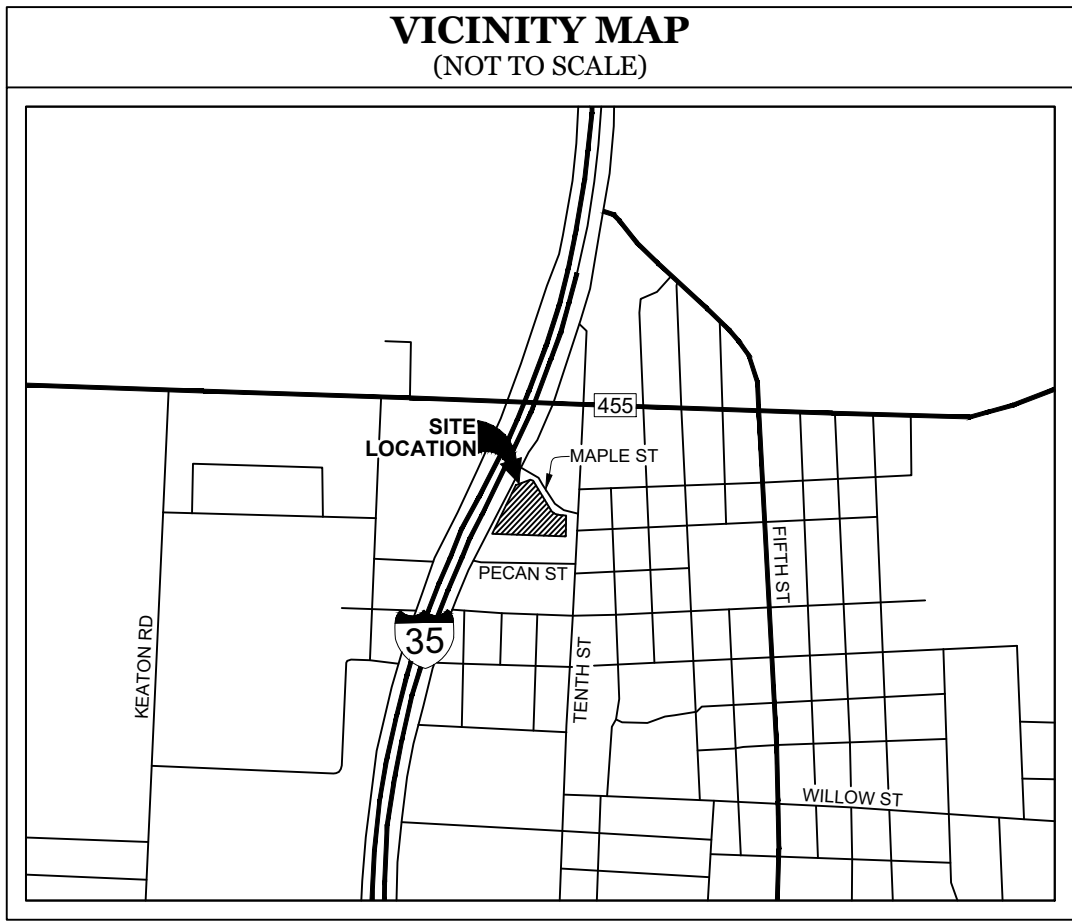 VICINITY MAP
(NOT TO SCALE)
455
SITE
LOCATION
MAPLE ST
PECAN ST
FIFTH ST
35
KEATON RD
TENTH ST
WILLOW ST